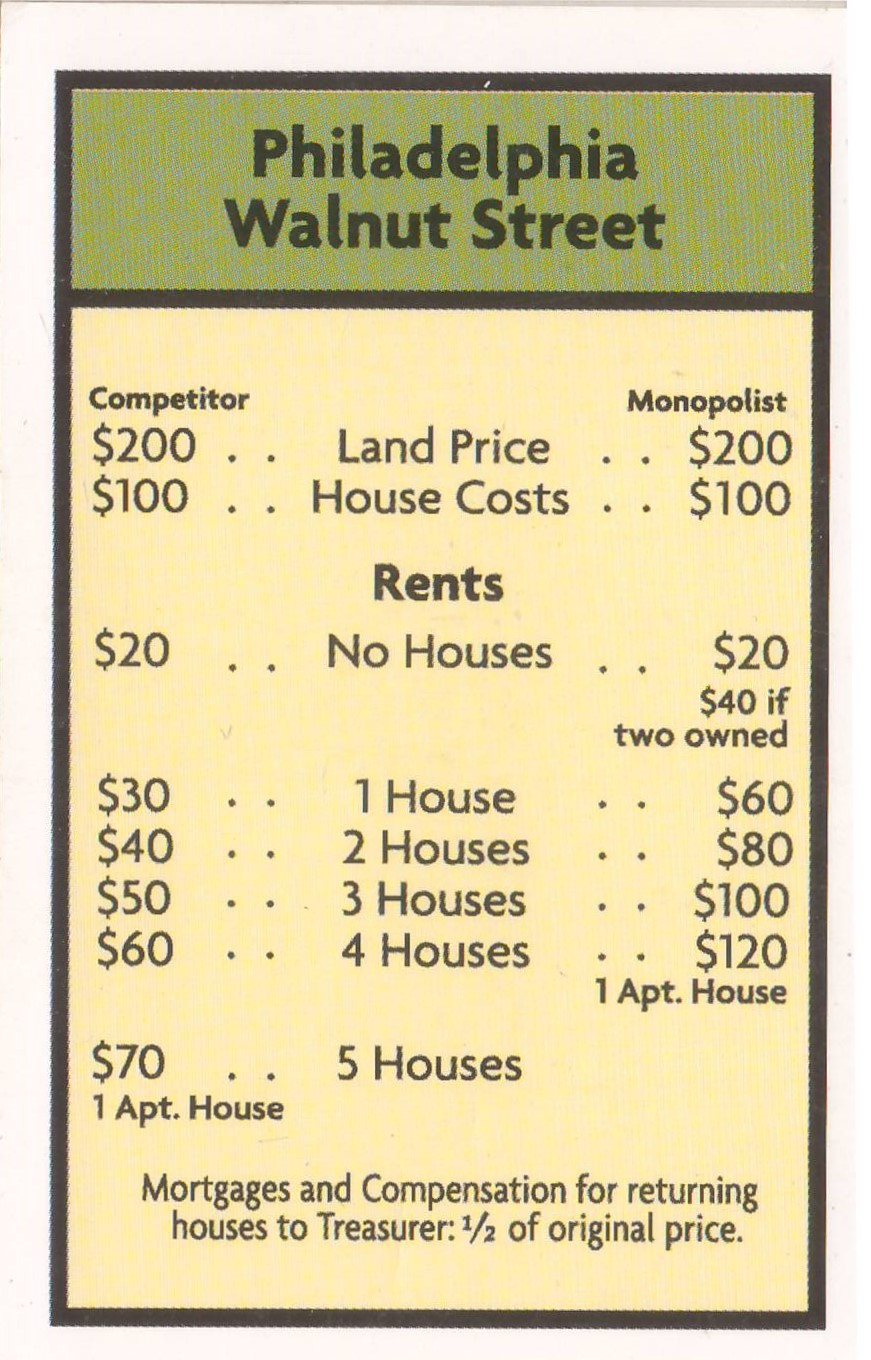 Philadelphia
Walnut Street
Competitor Monopolist
$200 . . Land Price . . $200
$100 . . House Costs . . $100
Rents
$20 . . No Houses . . $20
$40 if
two owned
$30 . . 1 House . . $60
$40 . . 2 Houses . . $80
$50 . . 3 Houses . . $100
$60 . . 4 Houses . . $120
1 Apt. House
$70 . . 5 Houses
1 Apt. House
Mortgages and Compensation for returning
houses to Treasurer: ½ of original price.